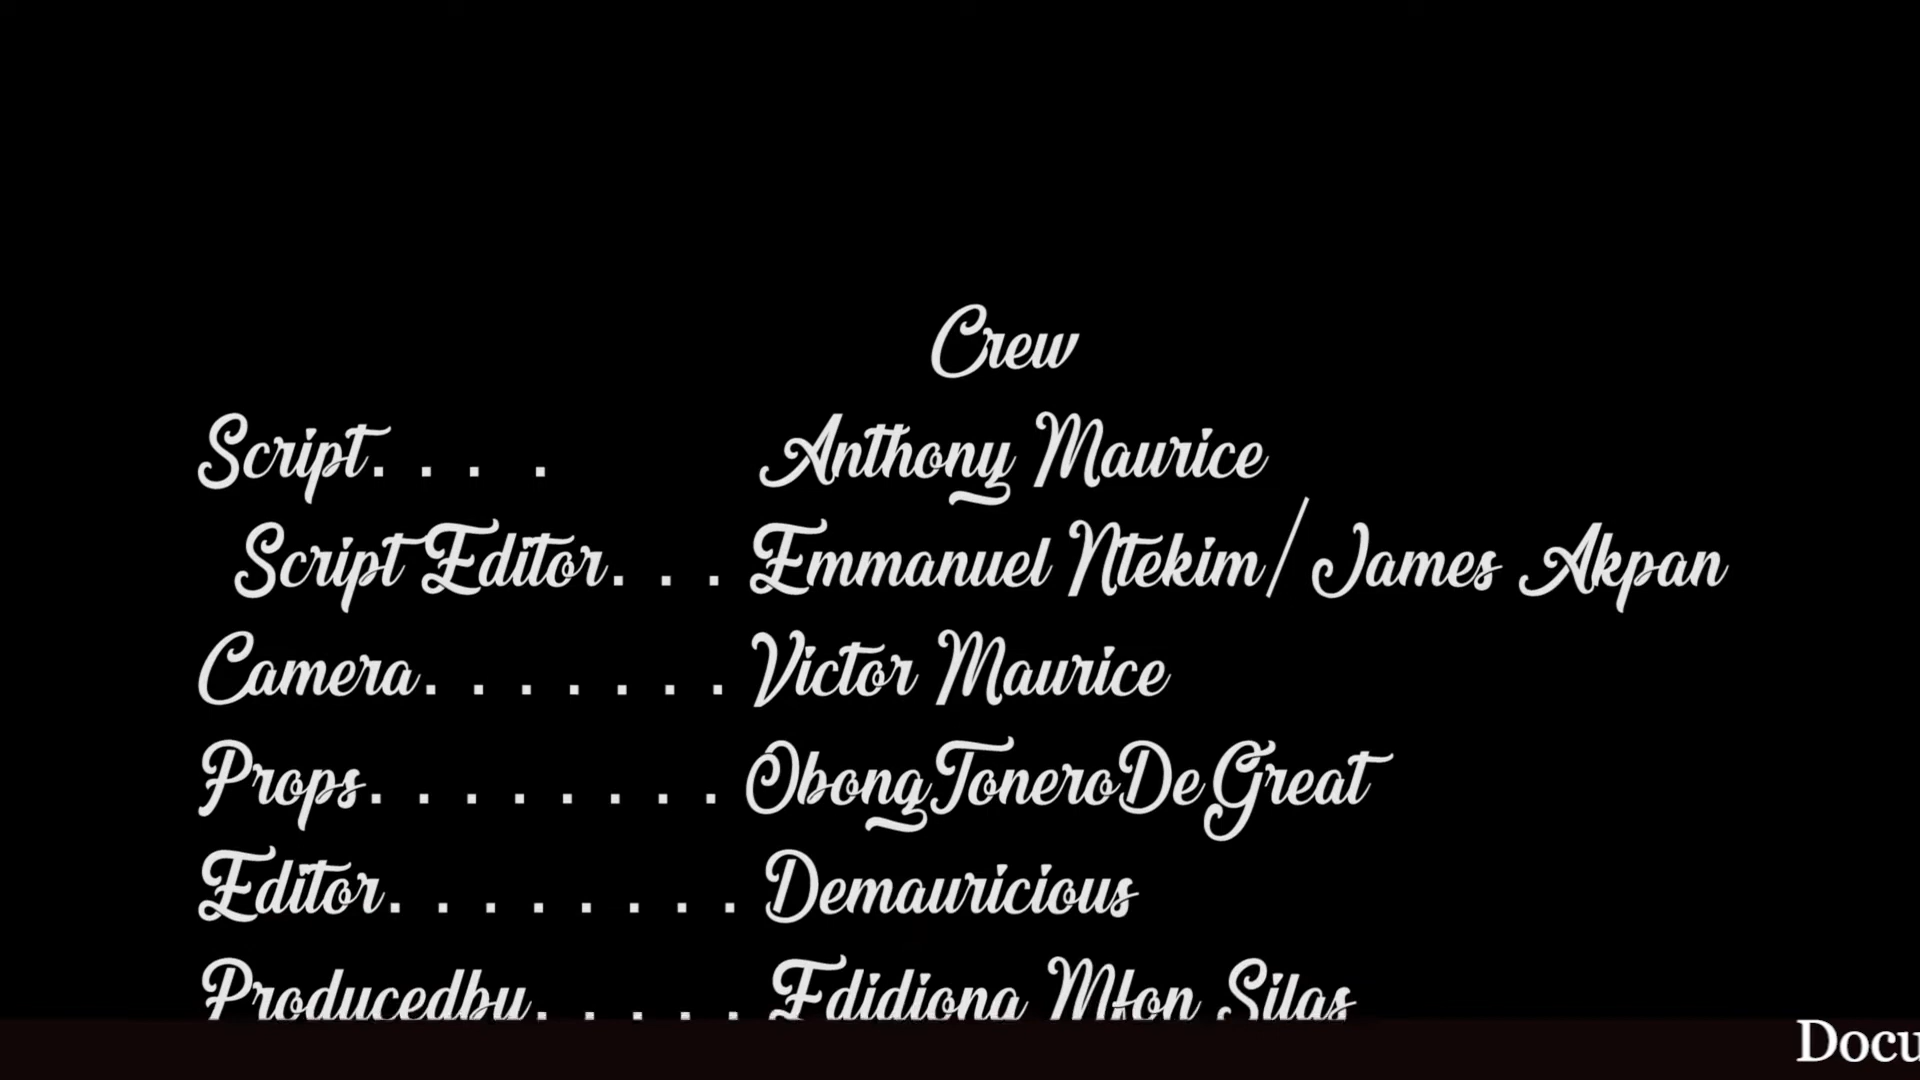 Crew
Script. . . . Anthony Maurice
Script Editor. . . Emmanuel Ntekim/ James Akpan
Camera. . . . . . . Victor Maurice
Props. . . . . . . . ObongToneroDeGreat
Editor. . . . . . . . Demauricious
Producedby. . . . . Edidiong Mfon Silas
Docu